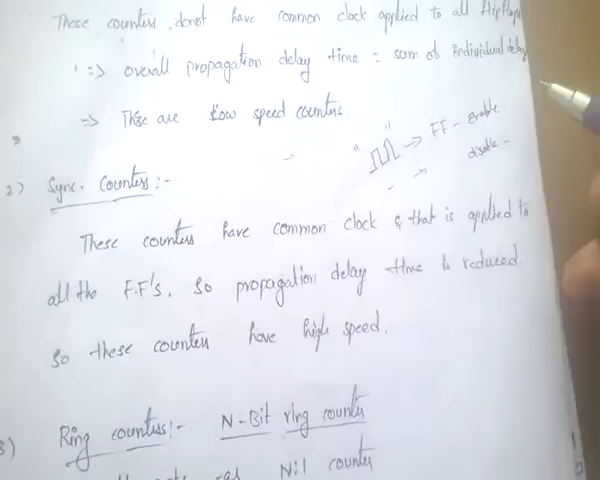 These counters donot have common clock applied to all flipflops
1 => overall propagation delay time = sum of individual delay
=> These are slow speed counters.
" " → FF - enable
disable -
2) Sync. Counters:-
These counters have common clock & that is applied to
all the F.F's. so propagation delay time is reduced.
so these counters have high speed.
3) Ring counters:- N-Bit ring counter
N:1 counter